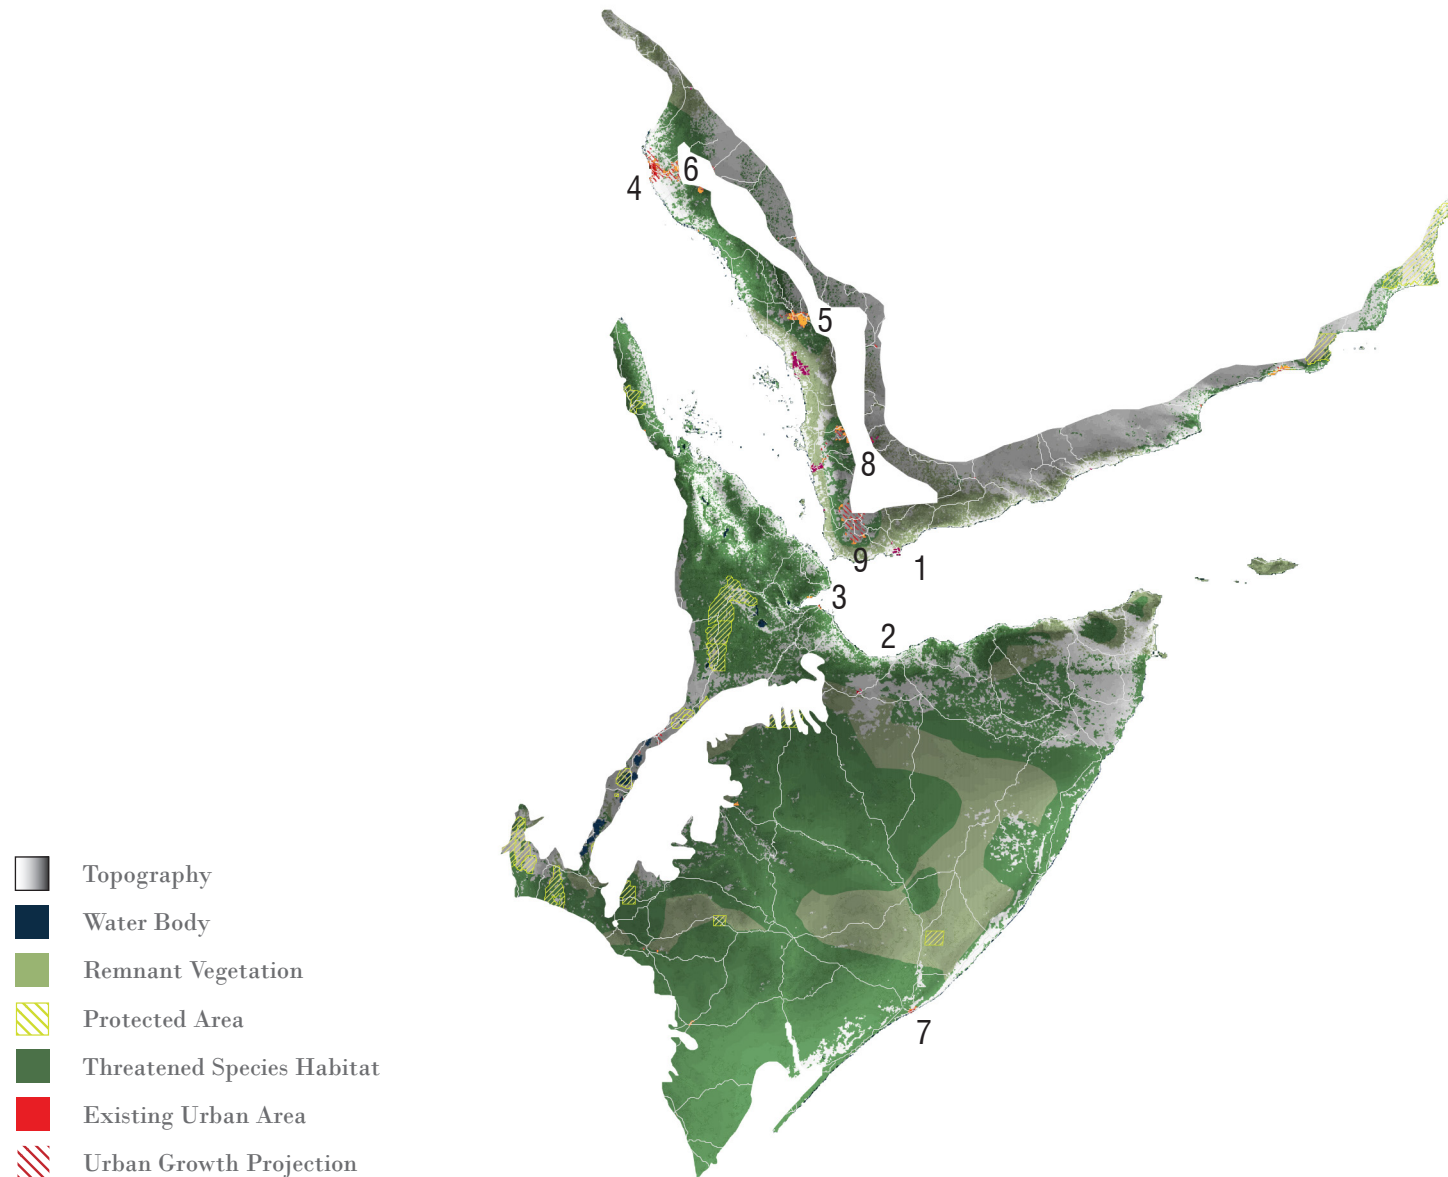 6
4
5
8
9
1
3
2
7
Topography
Water Body
Remnant Vegetation
Protected Area
Threatened Species Habitat
Existing Urban Area
Urban Growth Projection